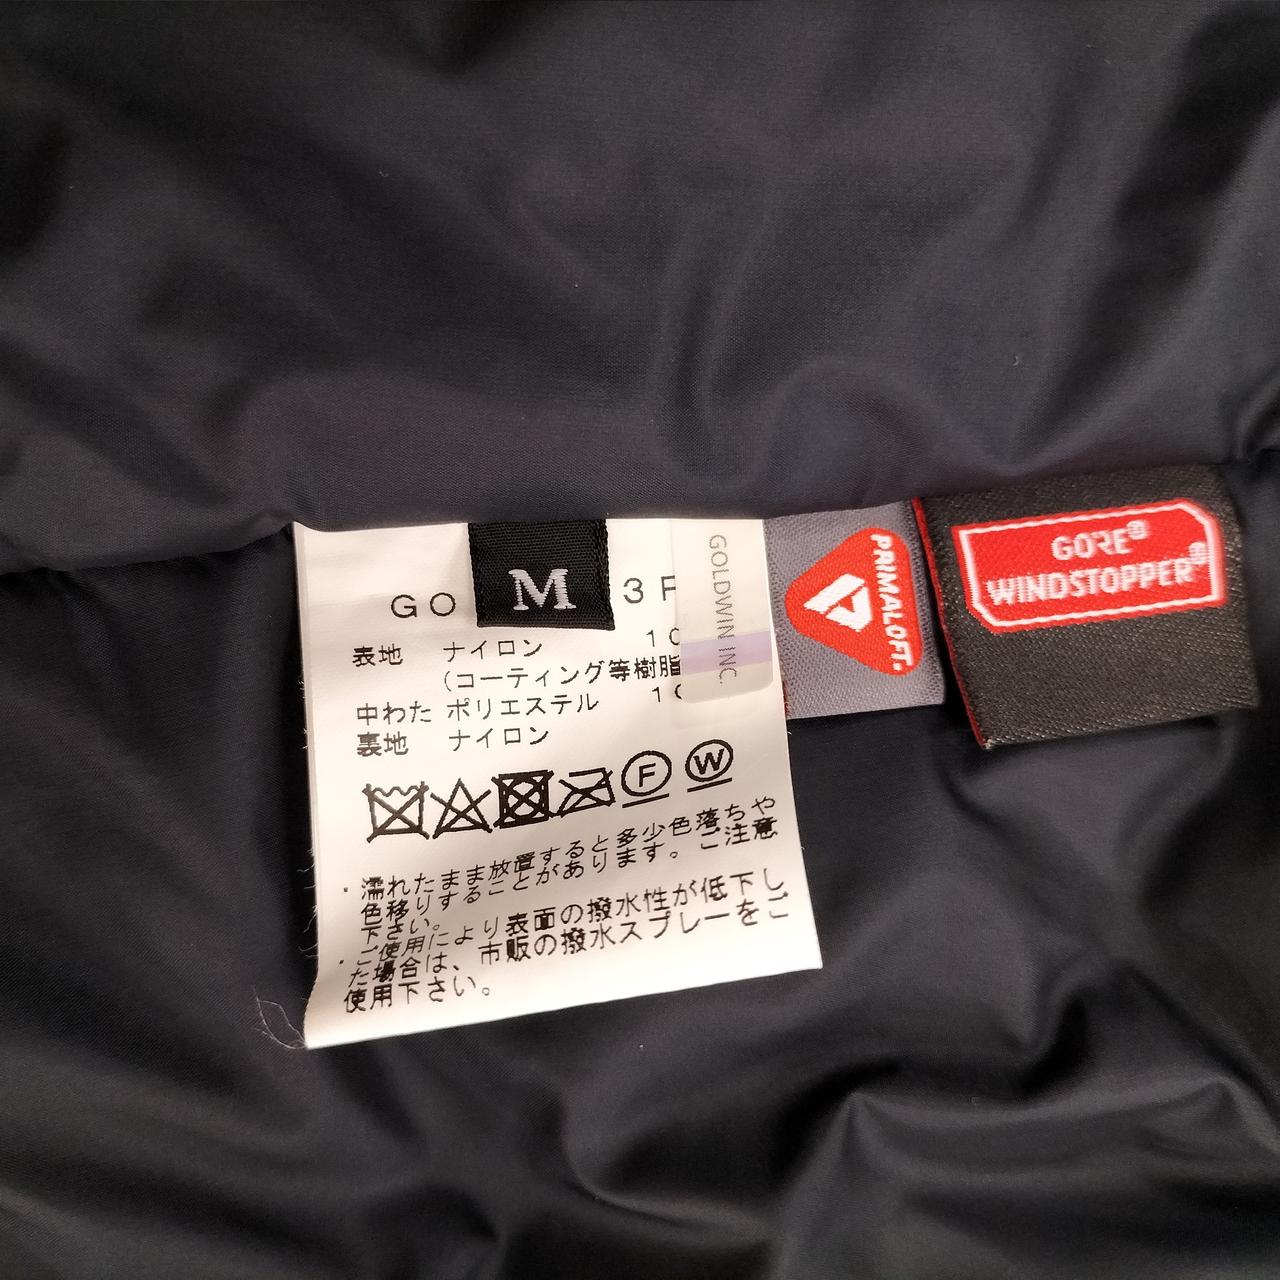 M
GO 3F
表地 ナイロン 10
(コーティング等樹脂
中わた ポリエステル 10
裏地 ナイロン
F W
・濡れたまま放置すると多少色落ちや
色移りすることがあります。ご注意
下さい。
・ご使用により表面の撥水性が低下し
た場合は、市販の撥水スプレーをご
使用下さい。
GOLDWIN INC.
PRIMALOFT.
GORE®
WINDSTOPPER®